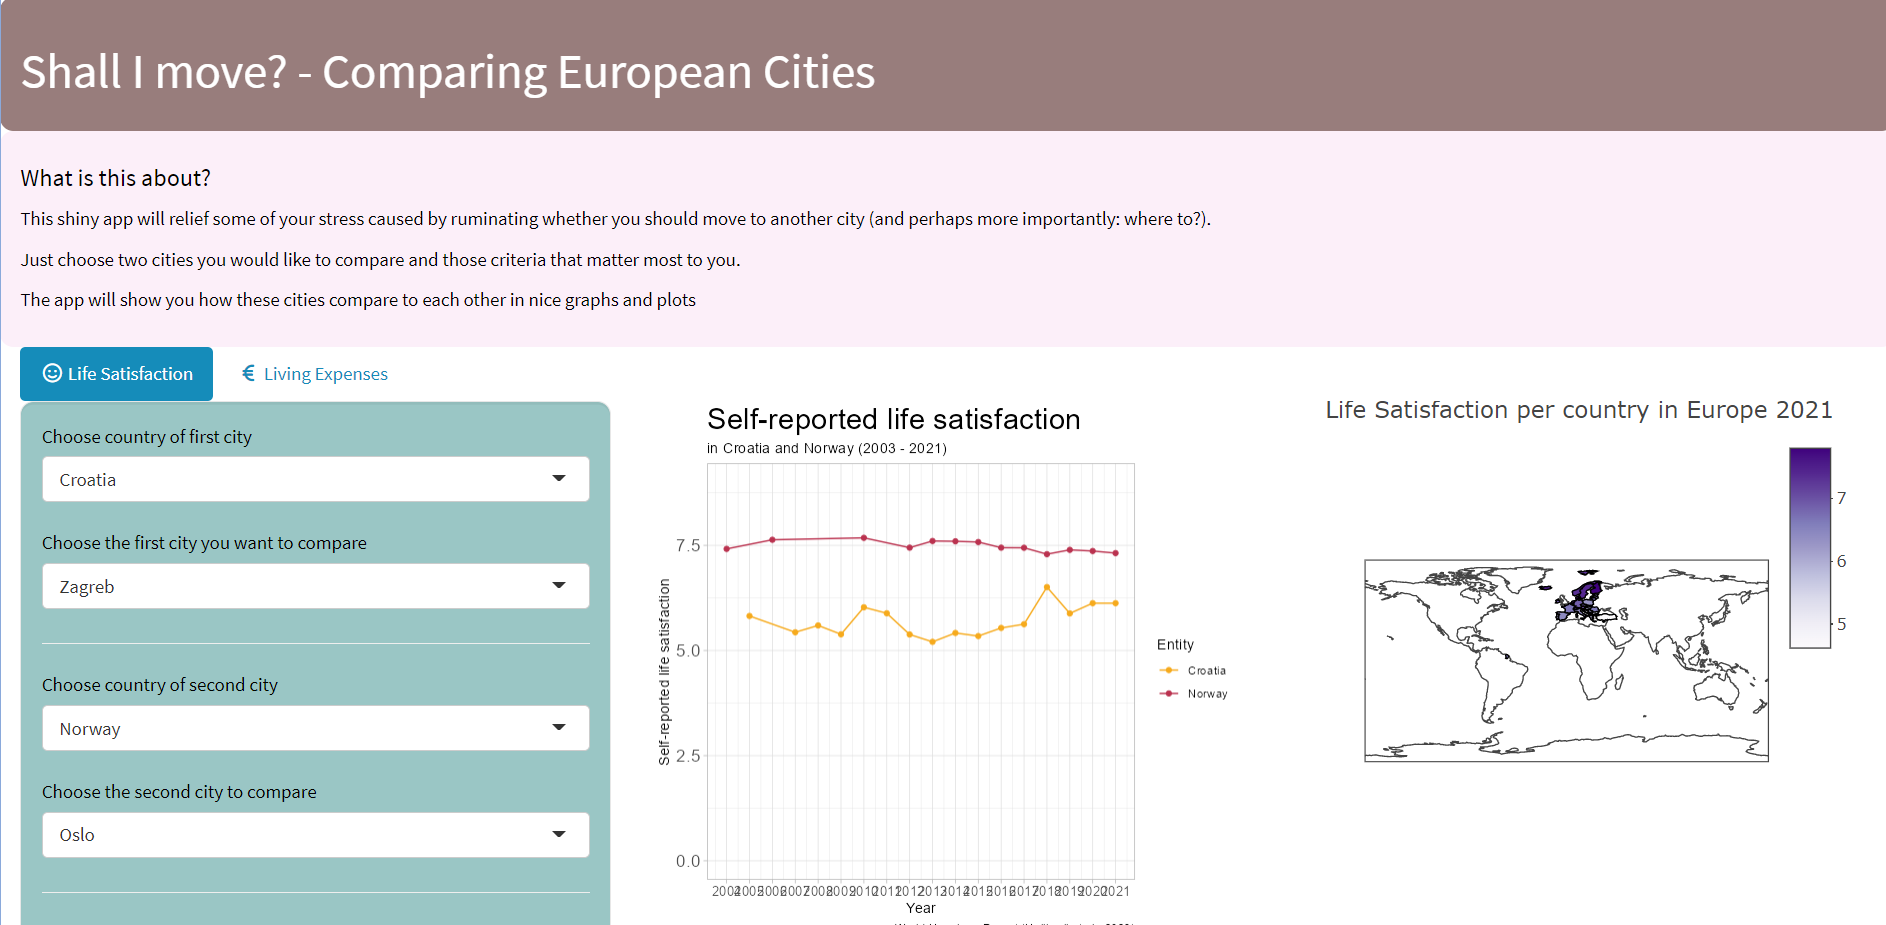 Shall I move? - Comparing European Cities
What is this about?
This shiny app will relief some of your stress caused by ruminating whether you should move to another city (and perhaps more importantly: where to?).
Just choose two cities you would like to compare and those criteria that matter most to you.
The app will show you how these cities compare to each other in nice graphs and plots
Life Satisfaction
€ Living Expenses
Choose country of first city
Croatia
Choose the first city you want to compare
Zagreb
Choose country of second city
Norway
Choose the second city to compare
Oslo
Self-reported life satisfaction
in Croatia and Norway (2003 - 2021)
Self-reported life satisfaction
7.5
5.0
2.5
0.0
2004 2005 2006 2007 2008 2009 2010 2011 2012 2013 2014 2015 2016 2017 2018 2019 2020 2021
Year
Entity
Croatia
Norway
Life Satisfaction per country in Europe 2021
7
6
5